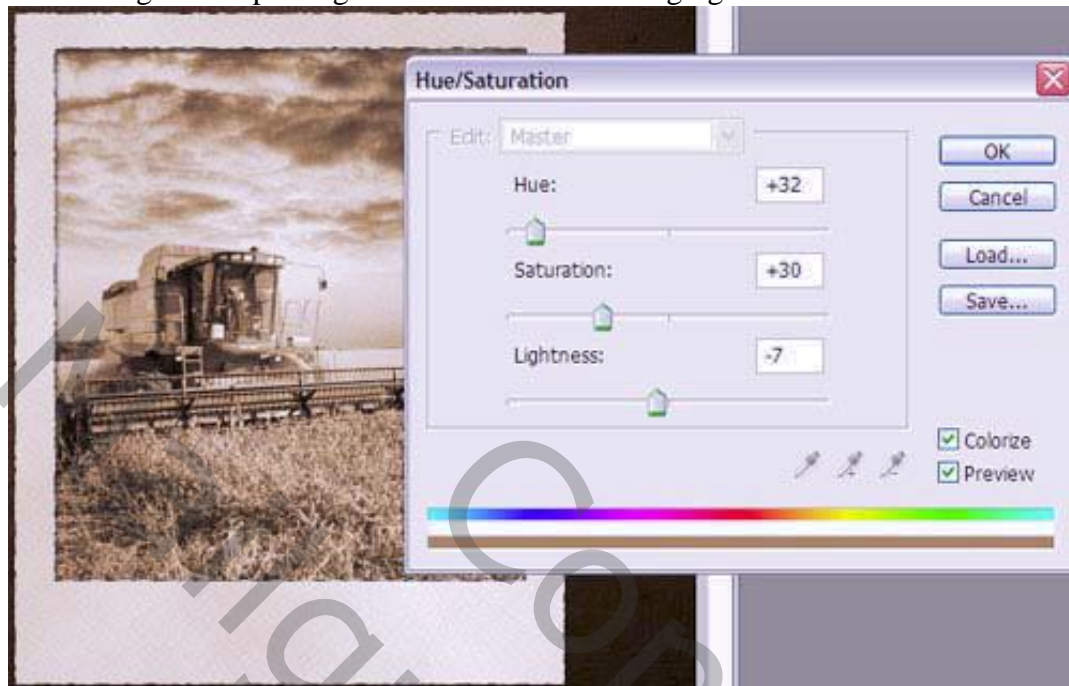 Hue/Saturation
Edit: Master
OK
Hue: +32
Cancel
Load...
Saturation: +30
Save...
Lightness: -7
Colorize
Preview